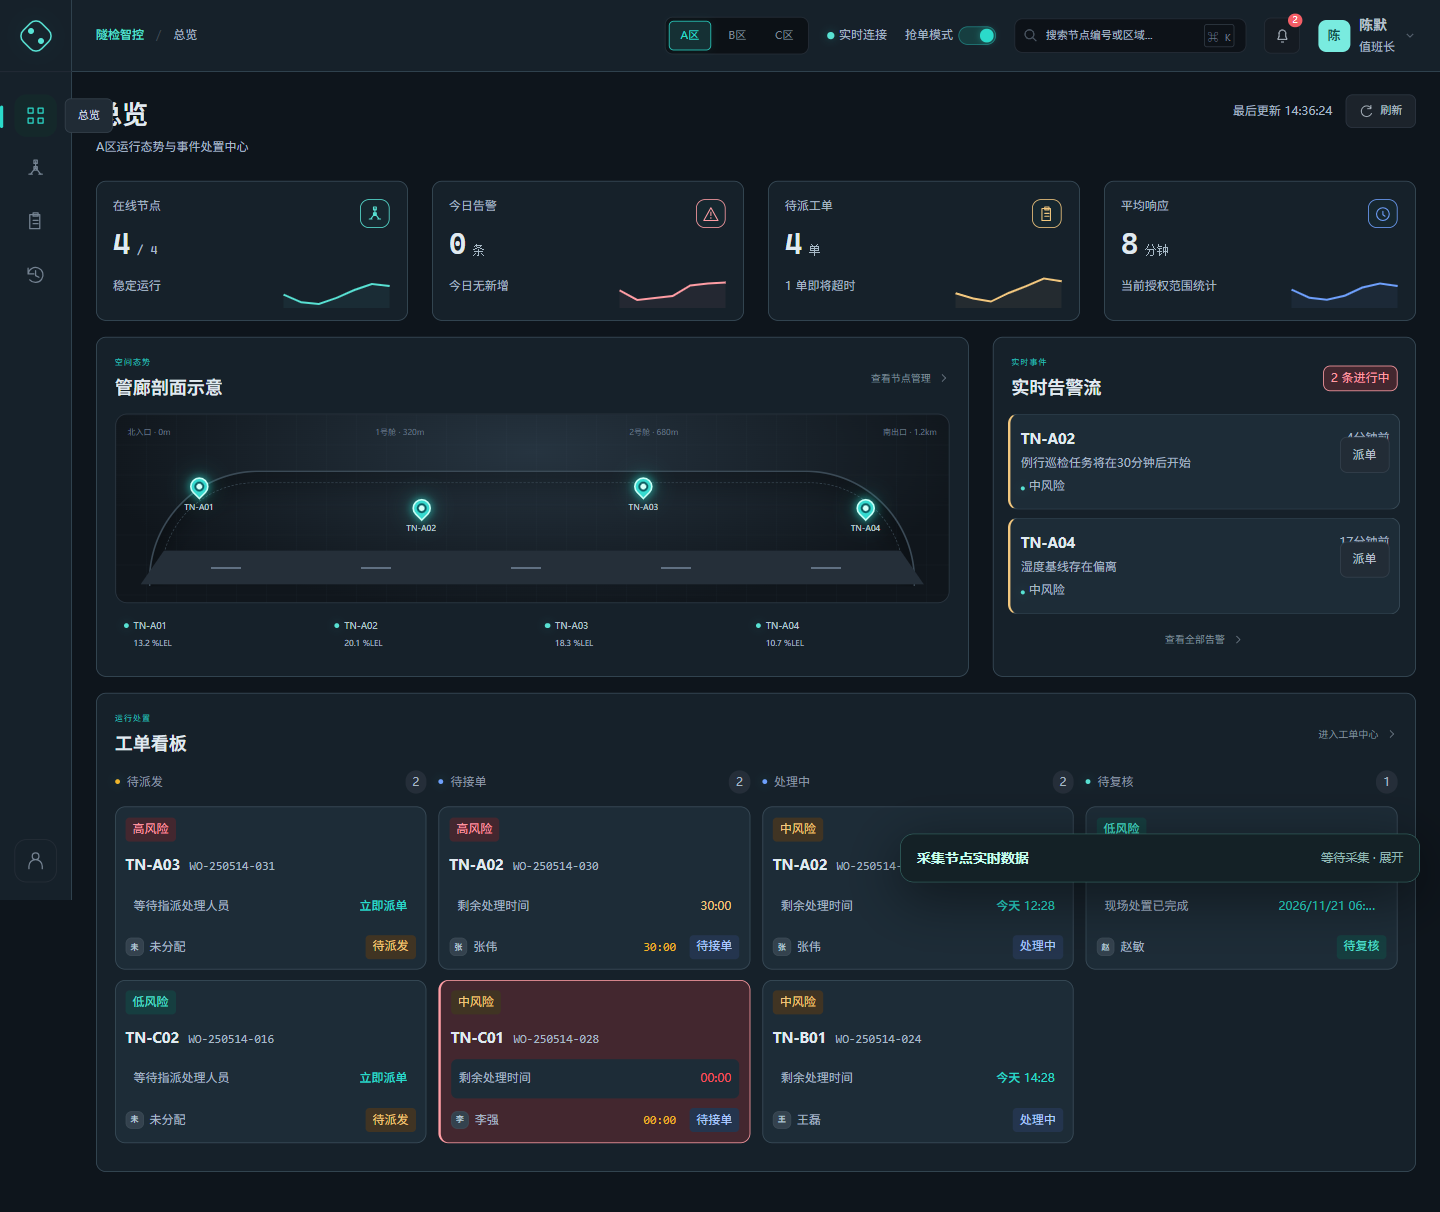 隧检智控 / 总览
A区 B区 C区
实时连接
抢单模式
搜索节点编号或区域...
⌘ K
2
陈
陈默
值班长
总览
总览
A区运行态势与事件处置中心
最后更新 14:36:24
刷新
在线节点
4 / 4
稳定运行
今日告警
0 条
今日无新增
待派工单
4 单
1 单即将超时
平均响应
8 分钟
当前授权范围统计
空间态势
管廊剖面示意
查看节点管理
北入口 · 0m
1号舱 · 320m
2号舱 · 680m
南出口 · 1.2km
TN-A01
TN-A02
TN-A03
TN-A04
TN-A01
13.2 %LEL
TN-A02
20.1 %LEL
TN-A03
18.3 %LEL
TN-A04
10.7 %LEL
实时事件
实时告警流
2 条进行中
TN-A02
4分钟前
例行巡检任务将在30分钟后开始
派单
中风险
TN-A04
17分钟前
湿度基线存在偏离
派单
中风险
查看全部告警
运行处置
工单看板
进入工单中心
待派发 2
待接单 2
处理中 2
待复核 1
高风险
TN-A03 WO-250514-031
等待指派处理人员 立即派单
未 未分配 待派发
高风险
TN-A02 WO-250514-030
剩余处理时间 30:00
张 张伟 30:00 待接单
中风险
TN-A02 WO-250514-
剩余处理时间 今天 12:28
张 张伟 处理中
低风险
采集节点实时数据 等待采集 · 展开
现场处置已完成 2026/11/21 06:...
赵 赵敏 待复核
低风险
TN-C02 WO-250514-016
等待指派处理人员 立即派单
未 未分配 待派发
中风险
TN-C01 WO-250514-028
剩余处理时间 00:00
李 李强 00:00 待接单
中风险
TN-B01 WO-250514-024
剩余处理时间 今天 14:28
王 王磊 处理中